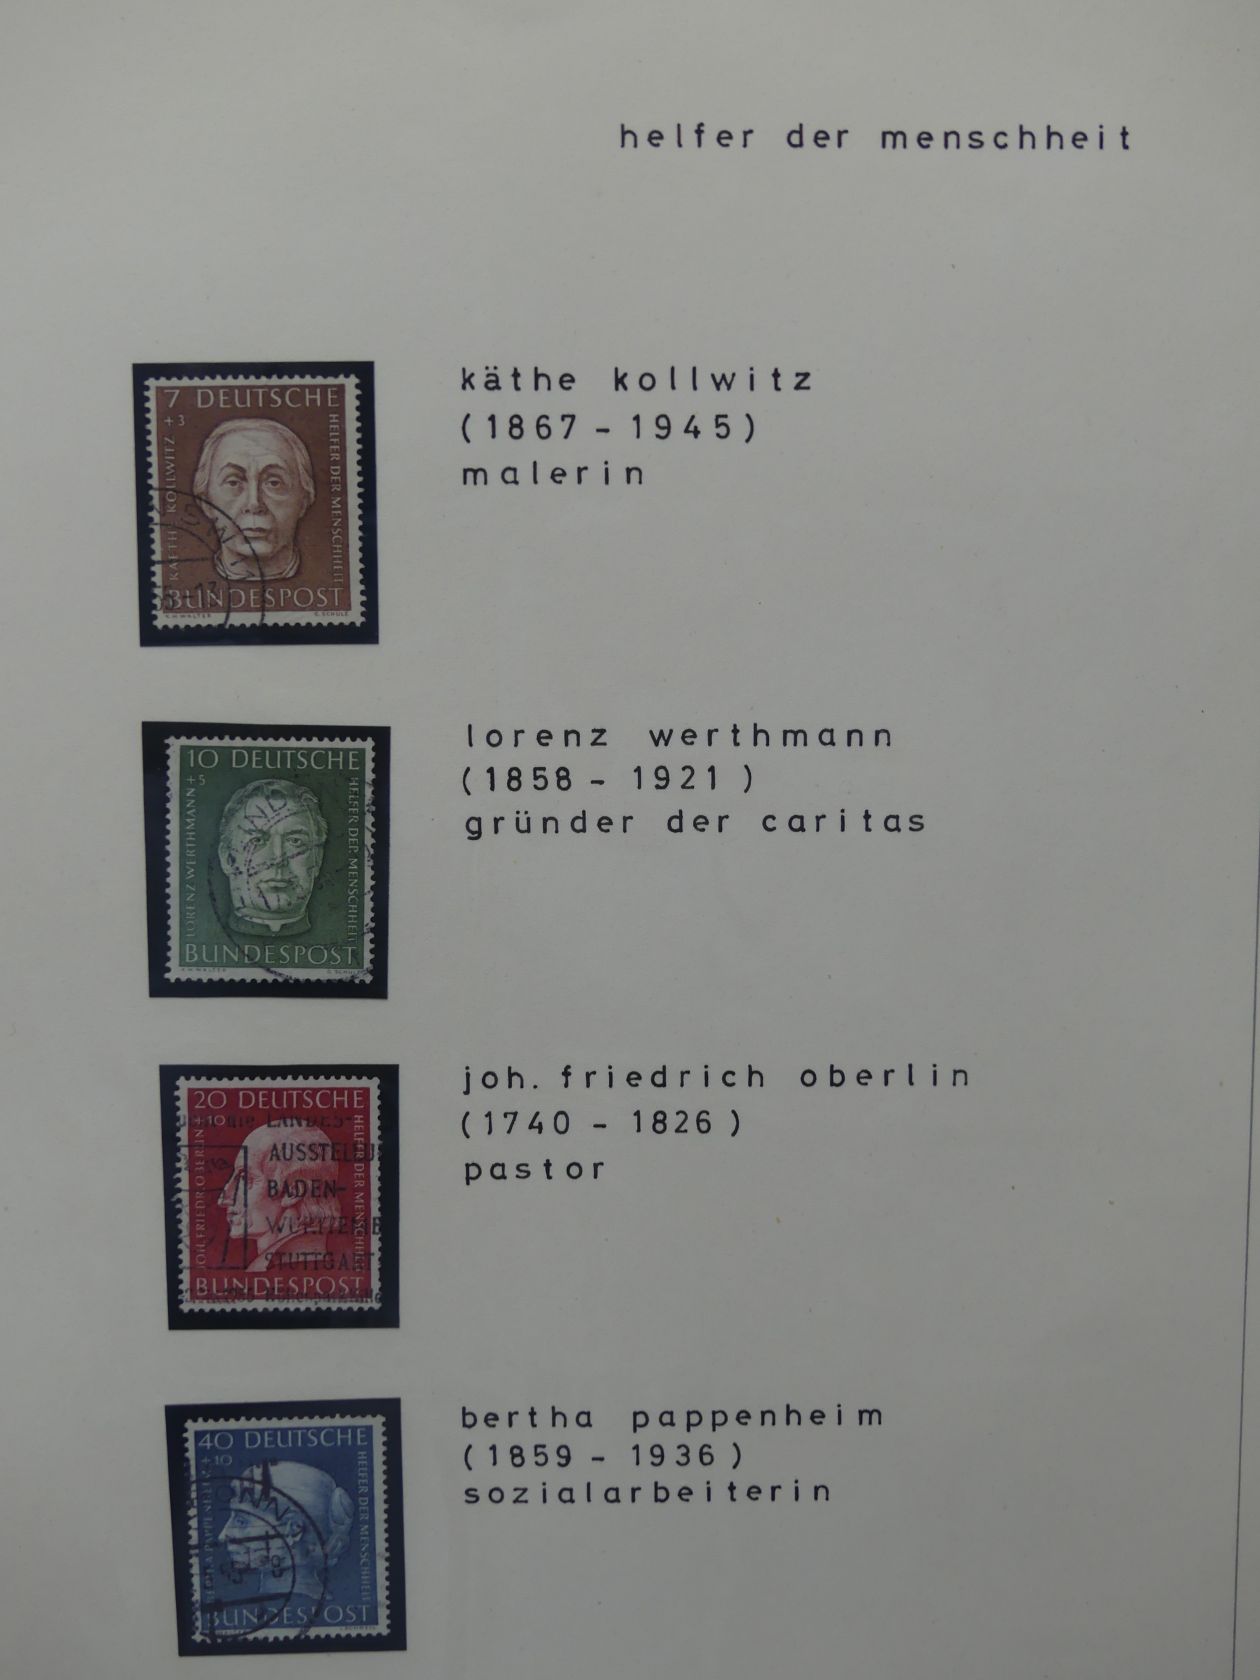 helfer der menschheit
7 DEUTSCHE
+3
KAETHE KOLLWITZ
HELFER DER MENSCHHEIT
BUNDESPOST
käthe kollwitz
(1867 - 1945)
malerin
10 DEUTSCHE
+5
LORENZ WERTHMANN
HELFER DER MENSCHHEIT
BUNDESPOST
lorenz werthmann
(1858 - 1921)
gründer der caritas
20 DEUTSCHE
+10
JOH. FRIEDR. OBERLIN
HELFER DER MENSCHHEIT
LANDES-
BADEN-
STUTTGART
BUNDESPOST
joh. friedrich oberlin
(1740 - 1826)
pastor
40 DEUTSCHE
+10
HELFER DER MENSCHHEIT
BUNDESPOST
bertha pappenheim
(1859 - 1936)
sozialarbeiterin